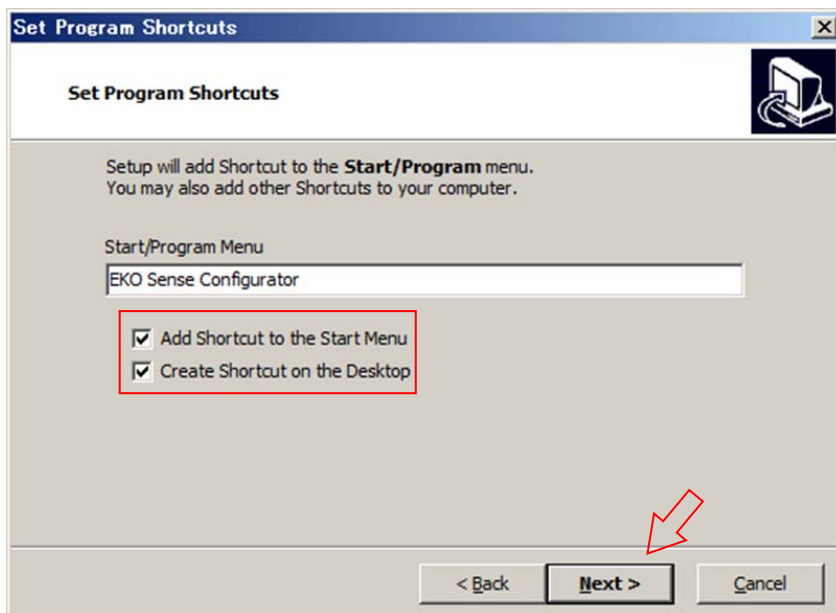 Set Program Shortcuts
Set Program Shortcuts
Setup will add Shortcut to the Start/Program menu.
You may also add other Shortcuts to your computer.
Start/Program Menu
EKO Sense Configurator
Add Shortcut to the Start Menu
Create Shortcut on the Desktop
< Back Next > Cancel